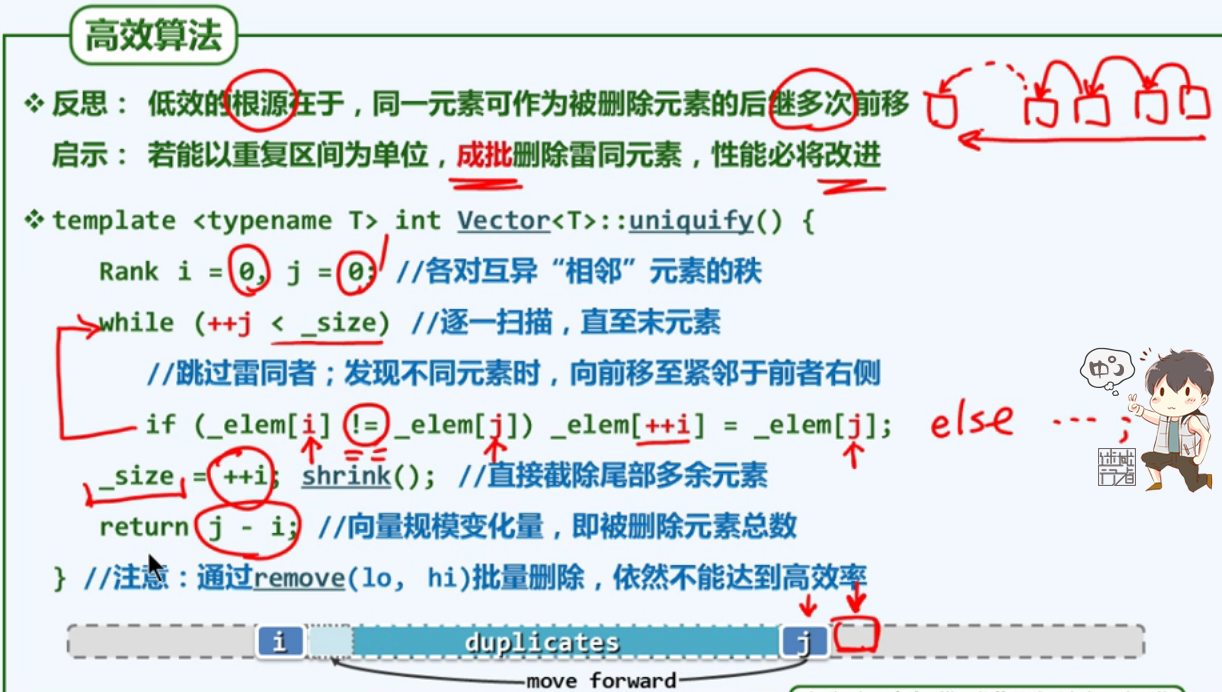 高效算法
❖ 反思： 低效的根源在于，同一元素可作为被删除元素的后继多次前移
启示： 若能以重复区间为单位，成批删除雷同元素，性能必将改进
❖ template <typename T> int Vector<T>::uniquify() {
Rank i = 0, j = 0; //各对互异“相邻”元素的秩
while (++j < _size) //逐一扫描，直至末元素
//跳过雷同者；发现不同元素时，向前移至紧邻于前者右侧
if (_elem[i] != _elem[j]) _elem[++i] = _elem[j]; else ...;
_size = ++i; shrink(); //直接截除尾部多余元素
return j - i; //向量规模变化量，即被删除元素总数
} //注意：通过remove(lo, hi)批量删除，依然不能达到高效率
i duplicates j
move forward